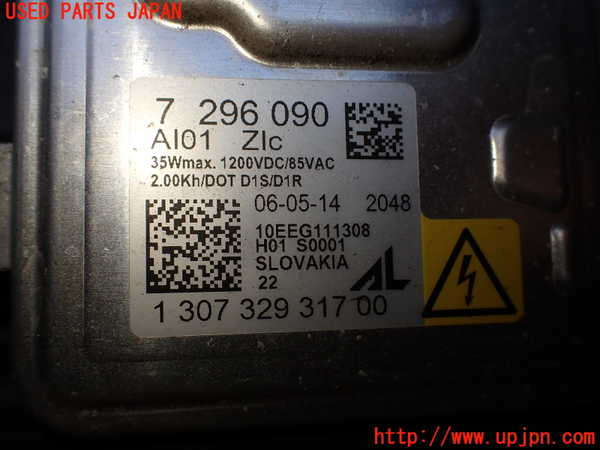 USED PARTS JAPAN
7 296 090
AI01 ZIc
35Wmax. 1200VDC/85VAC
2.00Kh/DOT D1S/D1R
06-05-14 2048
10EEG111308
H01 S0001
SLOVAKIA
22
AL
1 307 329 317 00
http://www.upjpn.com/